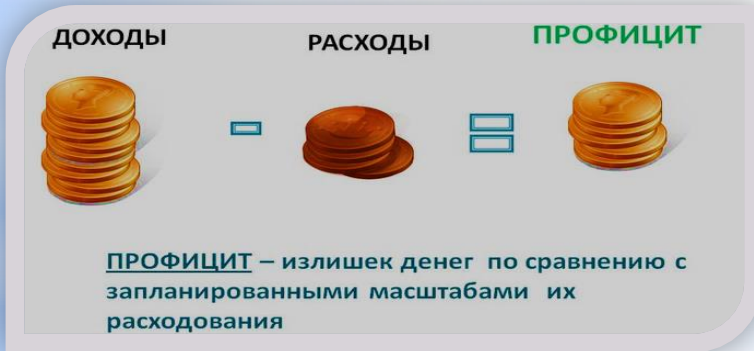 ДОХОДЫ
РАСХОДЫ
ПРОФИЦИТ
ПРОФИЦИТ – излишек денег по сравнению с
запланированными масштабами их
расходования